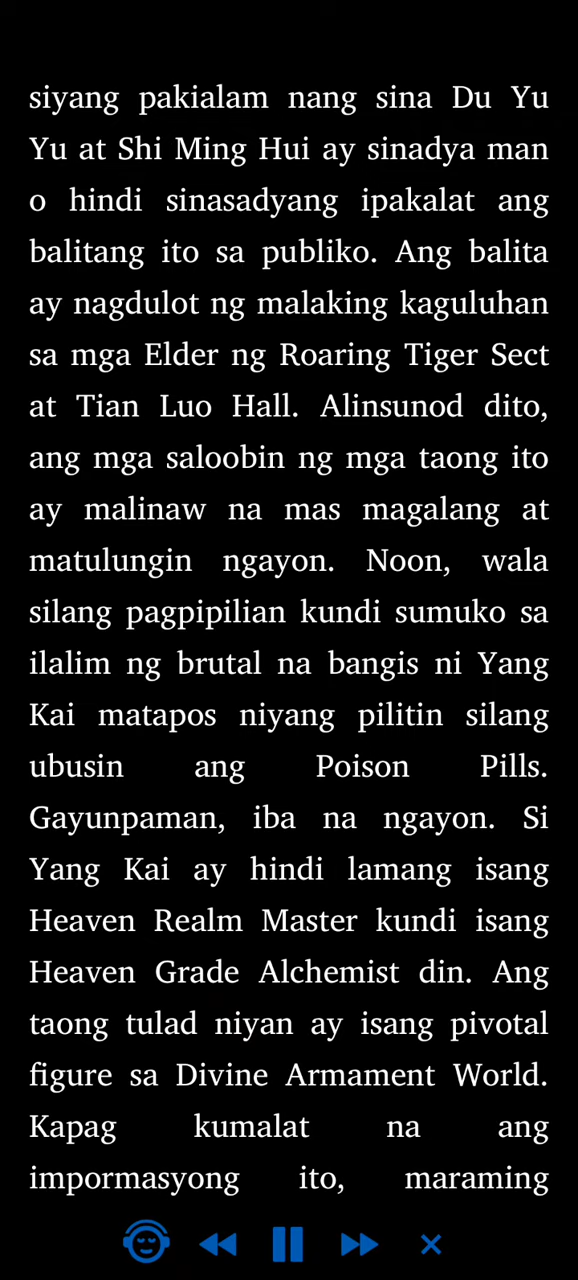 siyang pakialam nang sina Du Yu
Yu at Shi Ming Hui ay sinadya man
o hindi sinasadyang ipakalat ang
balitang ito sa publiko. Ang balita
ay nagdulot ng malaking kaguluhan
sa mga Elder ng Roaring Tiger Sect
at Tian Luo Hall. Alinsunod dito,
ang mga saloobin ng mga taong ito
ay malinaw na mas magalang at
matulungin ngayon. Noon, wala
silang pagpipilian kundi sumuko sa
ilalim ng brutal na bangis ni Yang
Kai matapos niyang pilitin silang
ubusin ang Poison Pills.
Gayunpaman, iba na ngayon. Si
Yang Kai ay hindi lamang isang
Heaven Realm Master kundi isang
Heaven Grade Alchemist din. Ang
taong tulad niyan ay isang pivotal
figure sa Divine Armament World.
Kapag kumalat na ang
impormasyong ito, maraming